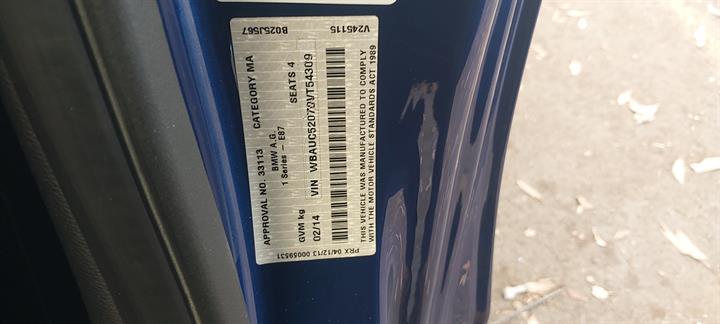 B025J567 V245115
APPROVAL NO. 33113 CATEGORY MA
BMW A.G.
1 Series - E87 SEATS 4
GVM kg VIN WBAUC52070VT54309
02/14
THIS VEHICLE WAS MANUFACTURED TO COMPLY
WITH THE MOTOR VEHICLE STANDARDS ACT 1989
PRX 04/12/13 00059531